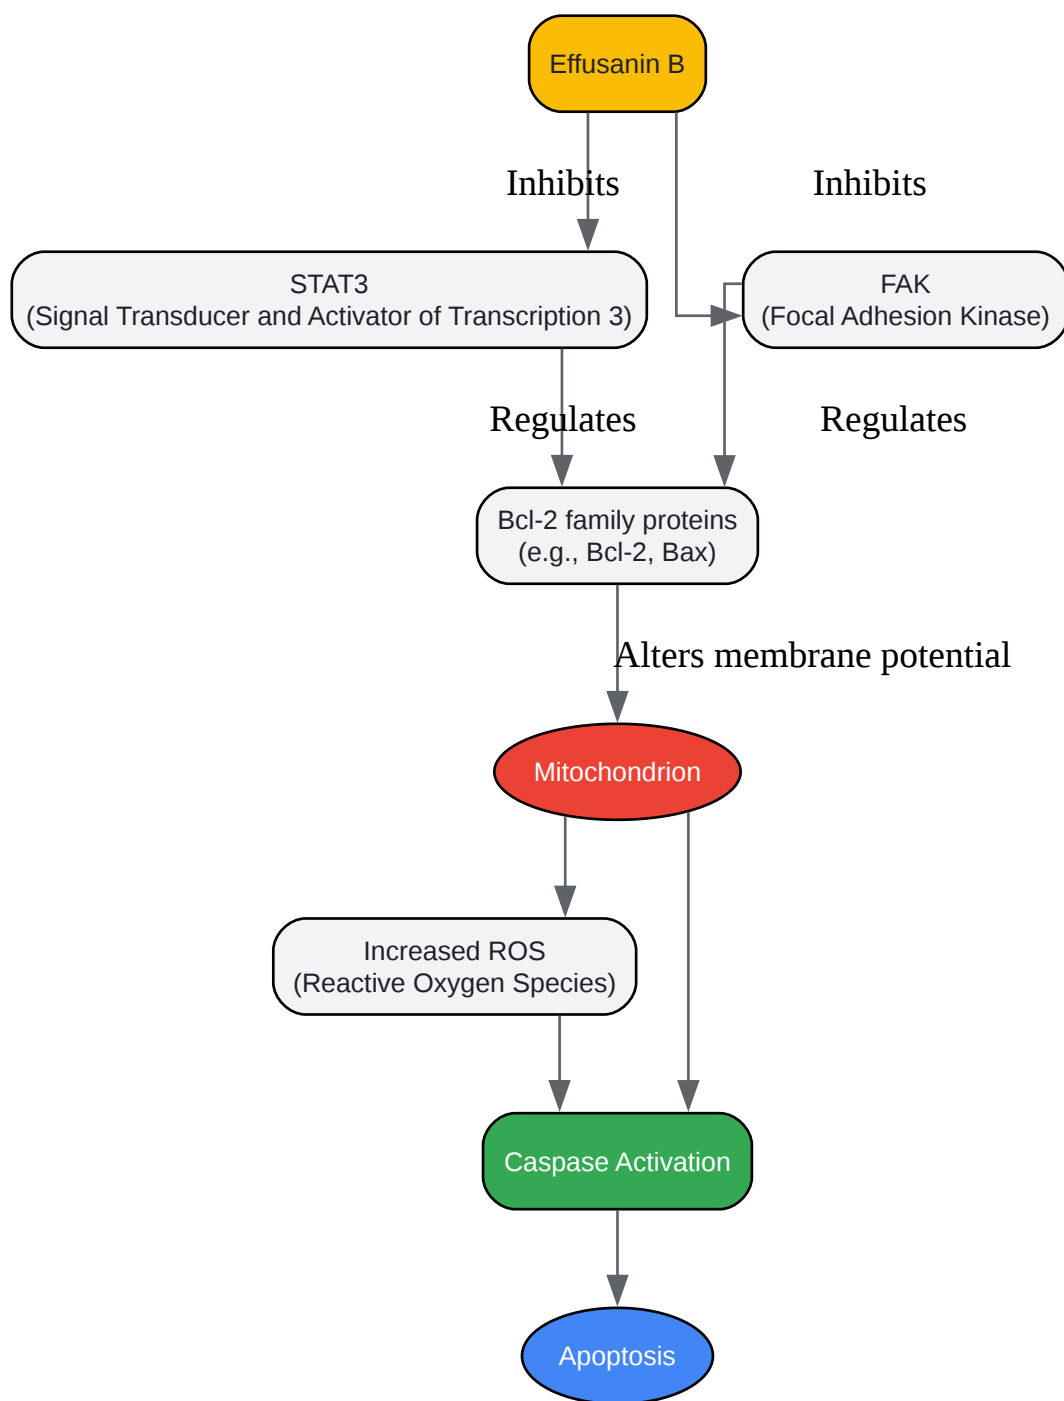 Effusanin B
Inhibits
Inhibits
STAT3
(Signal Transducer and Activator of Transcription 3)
FAK
(Focal Adhesion Kinase)
Regulates
Regulates
Bcl-2 family proteins
(e.g., Bcl-2, Bax)
Alters membrane potential
Mitochondrion
Increased ROS
(Reactive Oxygen Species)
Caspase Activation
Apoptosis